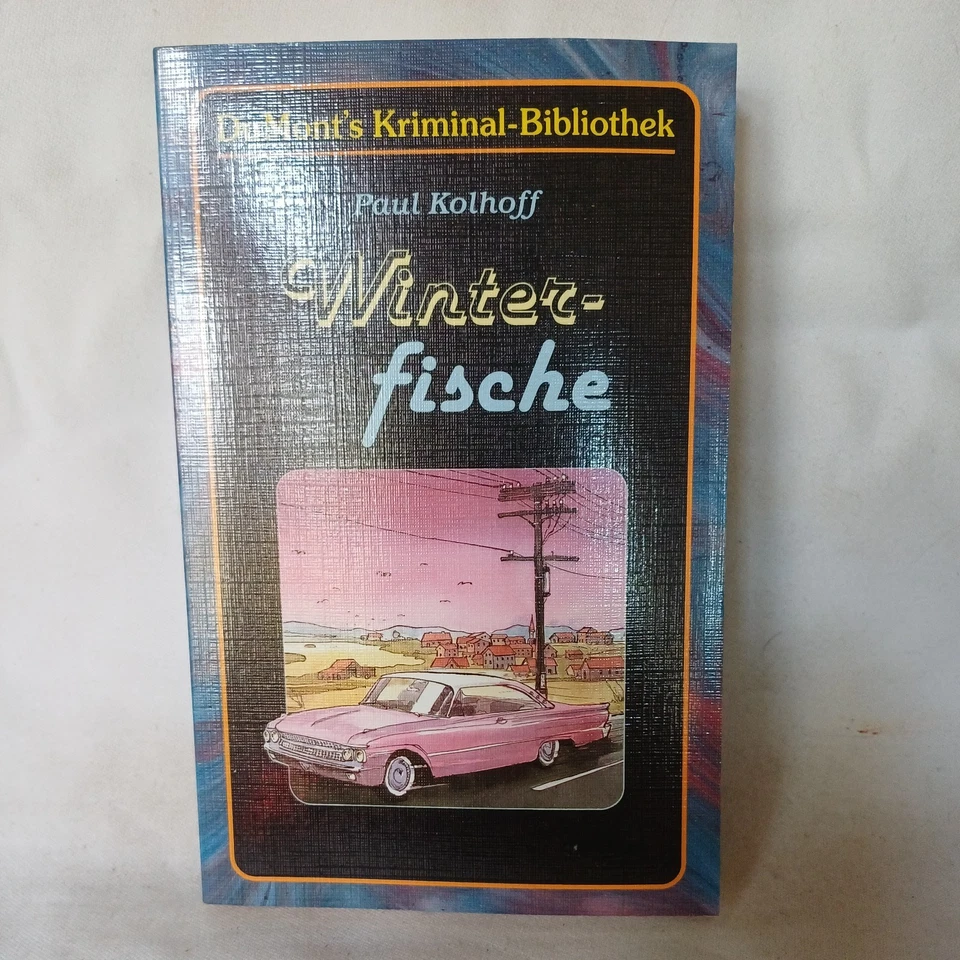 DuMont's Kriminal-Bibliothek
Paul Kolhoff
Winter-
fische